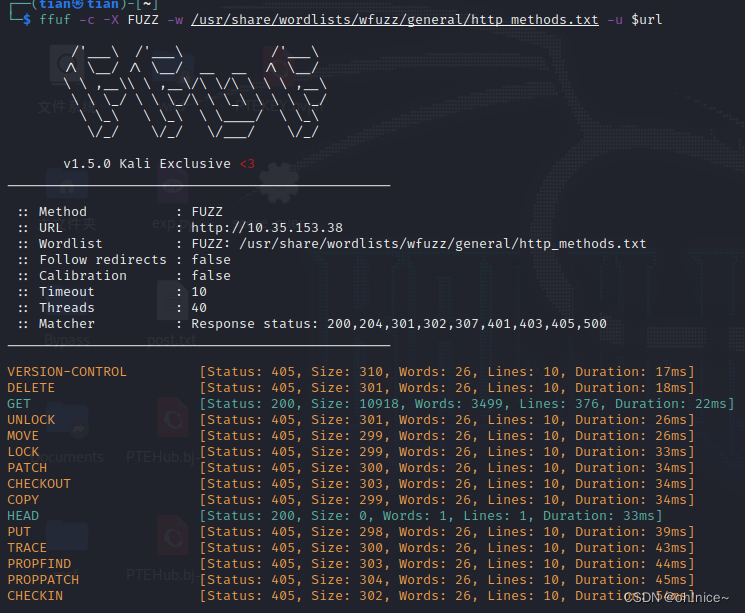 ┌──(tian㉿tian)-[~]
└─$ ffuf -c -X FUZZ -w /usr/share/wordlists/wfuzz/general/http_methods.txt -u $url
v1.5.0 Kali Exclusive <3
:: Method : FUZZ
:: URL : http://10.35.153.38
:: Wordlist : FUZZ: /usr/share/wordlists/wfuzz/general/http_methods.txt
:: Follow redirects : false
:: Calibration : false
:: Timeout : 10
:: Threads : 40
:: Matcher : Response status: 200,204,301,302,307,401,403,405,500
VERSION-CONTROL [Status: 405, Size: 310, Words: 26, Lines: 10, Duration: 17ms]
DELETE [Status: 405, Size: 301, Words: 26, Lines: 10, Duration: 18ms]
GET [Status: 200, Size: 10918, Words: 3499, Lines: 376, Duration: 22ms]
UNLOCK [Status: 405, Size: 301, Words: 26, Lines: 10, Duration: 26ms]
MOVE [Status: 405, Size: 299, Words: 26, Lines: 10, Duration: 26ms]
LOCK [Status: 405, Size: 299, Words: 26, Lines: 10, Duration: 33ms]
PATCH [Status: 405, Size: 300, Words: 26, Lines: 10, Duration: 34ms]
CHECKOUT [Status: 405, Size: 303, Words: 26, Lines: 10, Duration: 34ms]
COPY [Status: 405, Size: 299, Words: 26, Lines: 10, Duration: 34ms]
HEAD [Status: 200, Size: 0, Words: 1, Lines: 1, Duration: 33ms]
PUT [Status: 405, Size: 298, Words: 26, Lines: 10, Duration: 39ms]
TRACE [Status: 405, Size: 300, Words: 26, Lines: 10, Duration: 43ms]
PROPFIND [Status: 405, Size: 303, Words: 26, Lines: 10, Duration: 44ms]
PROPPATCH [Status: 405, Size: 304, Words: 26, Lines: 10, Duration: 45ms]
CHECKIN [Status: 405, Size: 302, Words: 26, Lines: 10, Duration:
CSDN @oh!nice~
post.txt
Documents
PTEHub.bj
PTEHub.bj